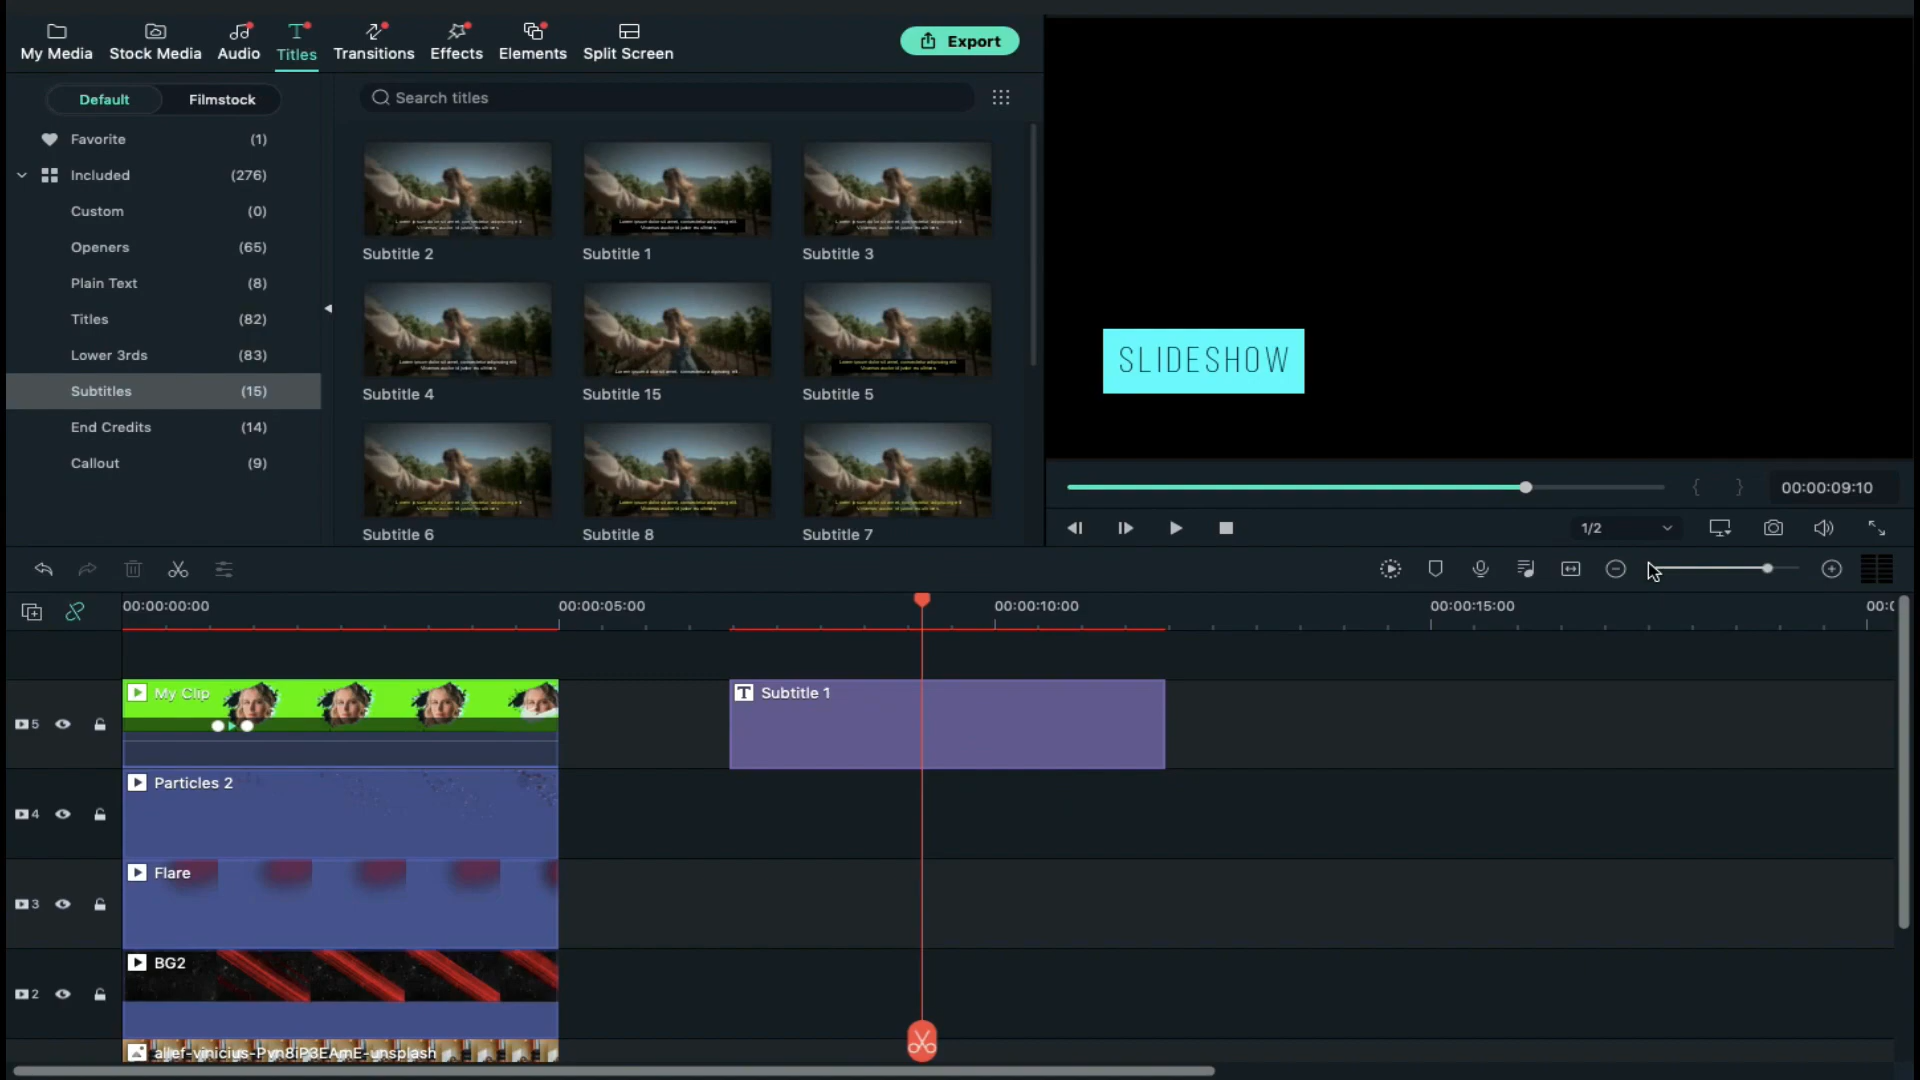 My Media
Stock Media
Audio
Titles
Transitions
Effects
Elements
Split Screen
Export
Default
Filmstock
Search titles
Favorite (1)
Included (276)
Custom (0)
Openers (65)
Plain Text (8)
Titles (82)
Lower 3rds (83)
Subtitles (15)
End Credits (14)
Callout (9)
Subtitle 2
Subtitle 1
Subtitle 3
Subtitle 4
Subtitle 15
Subtitle 5
Subtitle 6
Subtitle 8
Subtitle 7
SLIDESHOW
{ } 00:00:09:10
1/2
00:00:00:00
00:00:05:00
00:00:10:00
00:00:15:00
5
My Clip
T Subtitle 1
4
Particles 2
3
Flare
2
BG2
allef-vinicius-Pyn8iP3EAmE-unsplash